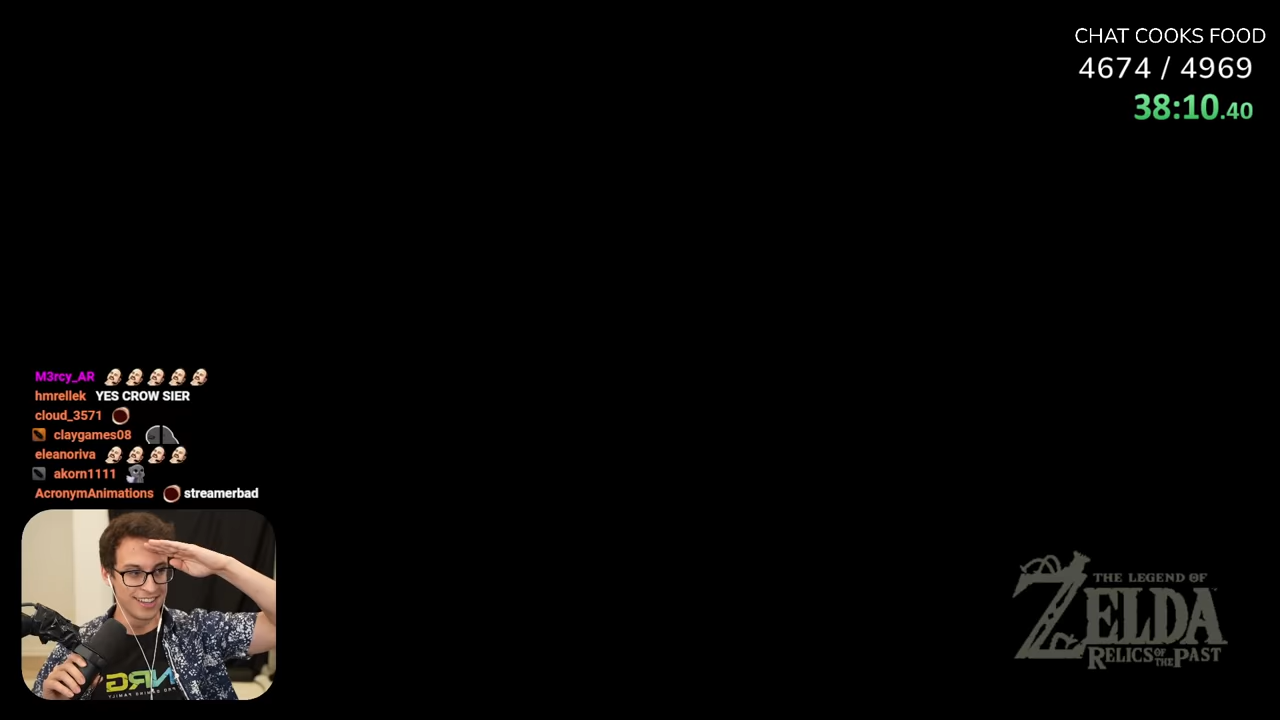 CHAT COOKS FOOD
4674 / 4969
38:10.40
M3rcy_AR
hmrellek YES CROW SIER
cloud_3571
claygames08
eleanoriva
akorn1111
AcronymAnimations streamerbad
THE LEGEND OF
ZELDA
RELICS OF THE PAST